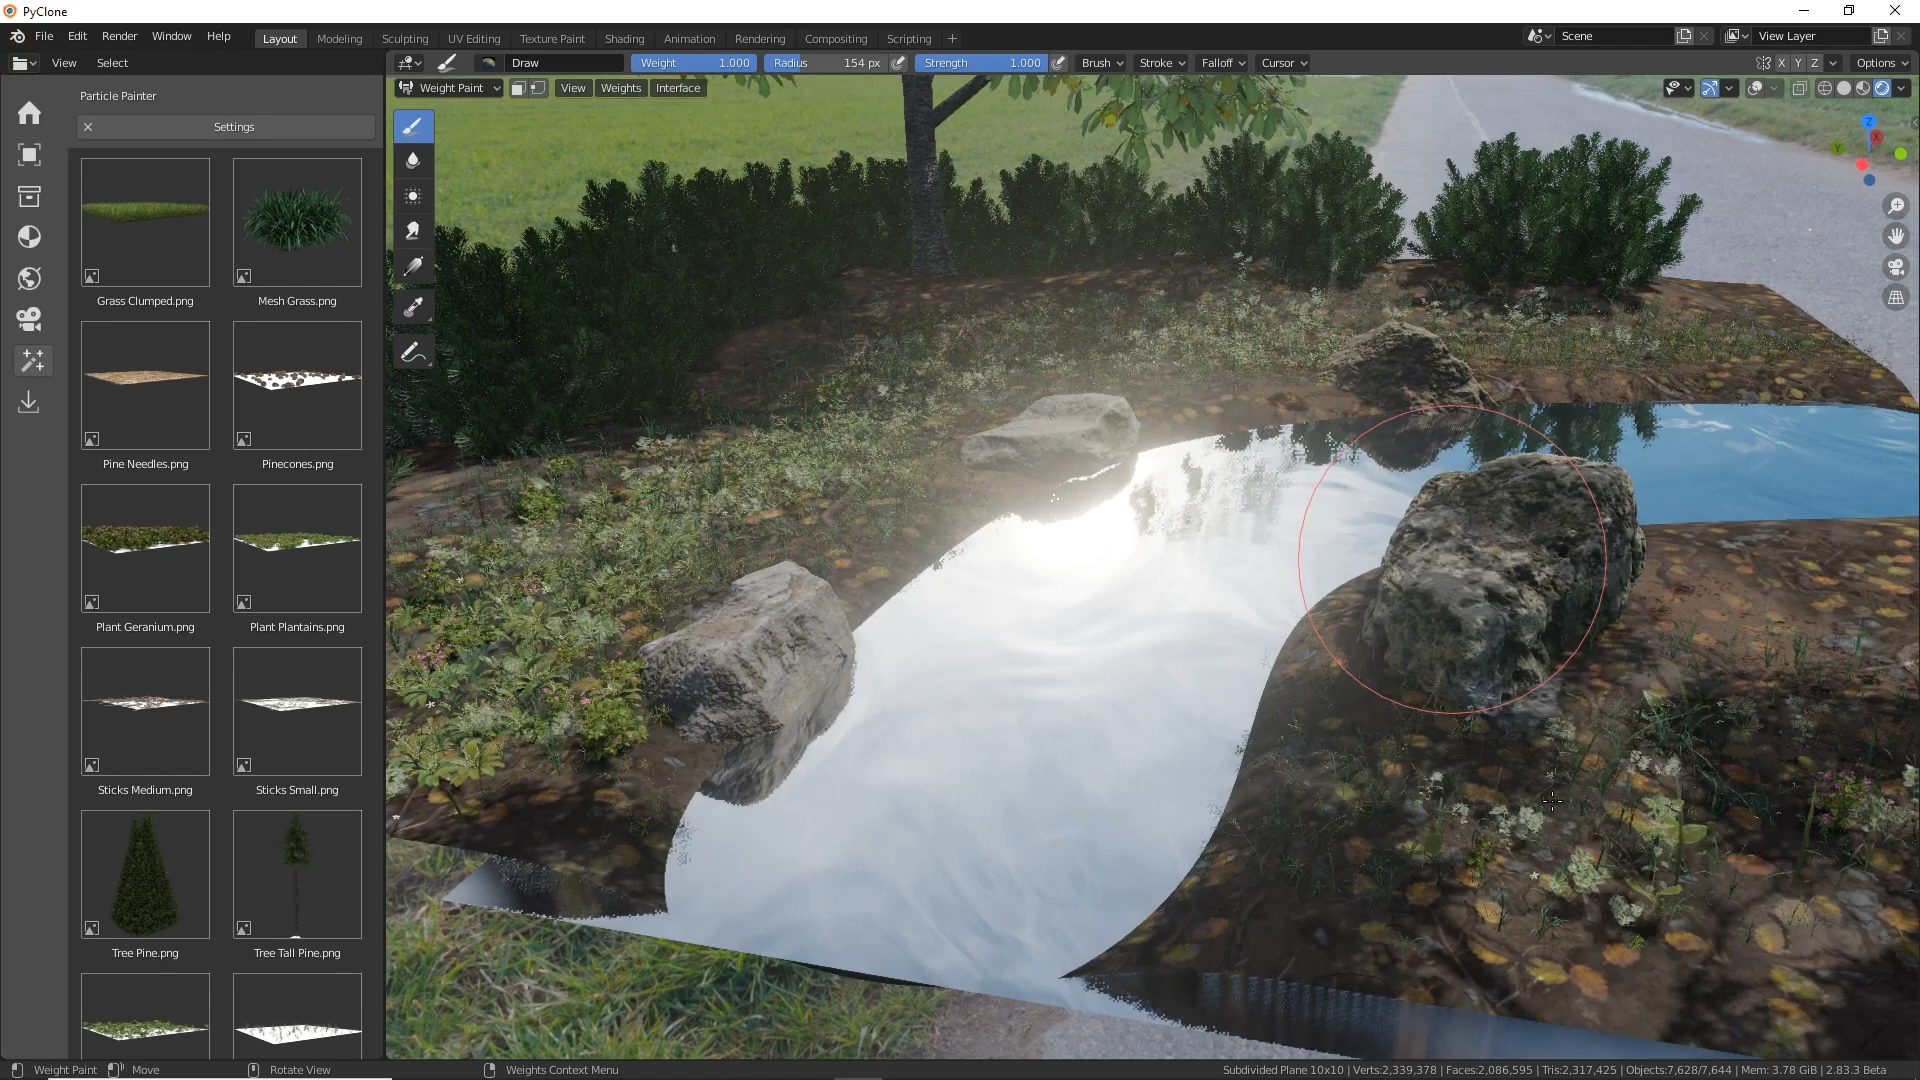 PyClone
File Edit Render Window Help Layout Modeling Sculpting UV Editing Texture Paint Shading Animation Rendering Compositing Scripting + Scene View Layer
View Select Draw Weight 1.000 Radius 154 px Strength 1.000 Brush Stroke Falloff Cursor X Y Z Options
Weight Paint View Weights Interface
Particle Painter
Settings
Z
X
Y
Grass Clumped.png Mesh Grass.png
Pine Needles.png Pinecones.png
Plant Geranium.png Plant Plantains.png
Sticks Medium.png Sticks Small.png
Tree Pine.png Tree Tall Pine.png
Weight Paint Move Rotate View Weights Context Menu Subdivided Plane 10x10 | Verts:2,339,378 | Faces:2,086,595 | Tris:2,317,425 | Objects:7,628/7,644 | Mem: 3.78 GiB | 2.83.3 Beta